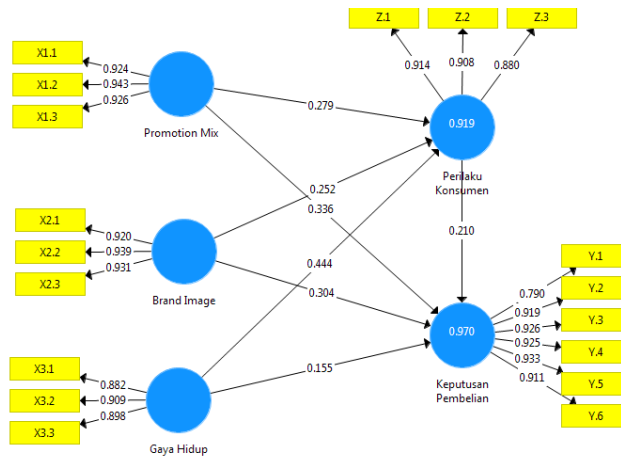 Z.1 Z.2 Z.3
X1.1
X1.2
X1.3
0.924
0.943
0.926
Promotion Mix
0.914
0.908
0.880
0.919
Perilaku
Konsumen
0.279
0.252
0.336
0.444
0.304
0.155
0.210
X2.1
X2.2
X2.3
0.920
0.939
0.931
Brand Image
X3.1
X3.2
X3.3
0.882
0.909
0.898
Gaya Hidup
0.970
Keputusan
Pembelian
0.790
0.919
0.926
0.925
0.933
0.911
Y.1
Y.2
Y.3
Y.4
Y.5
Y.6